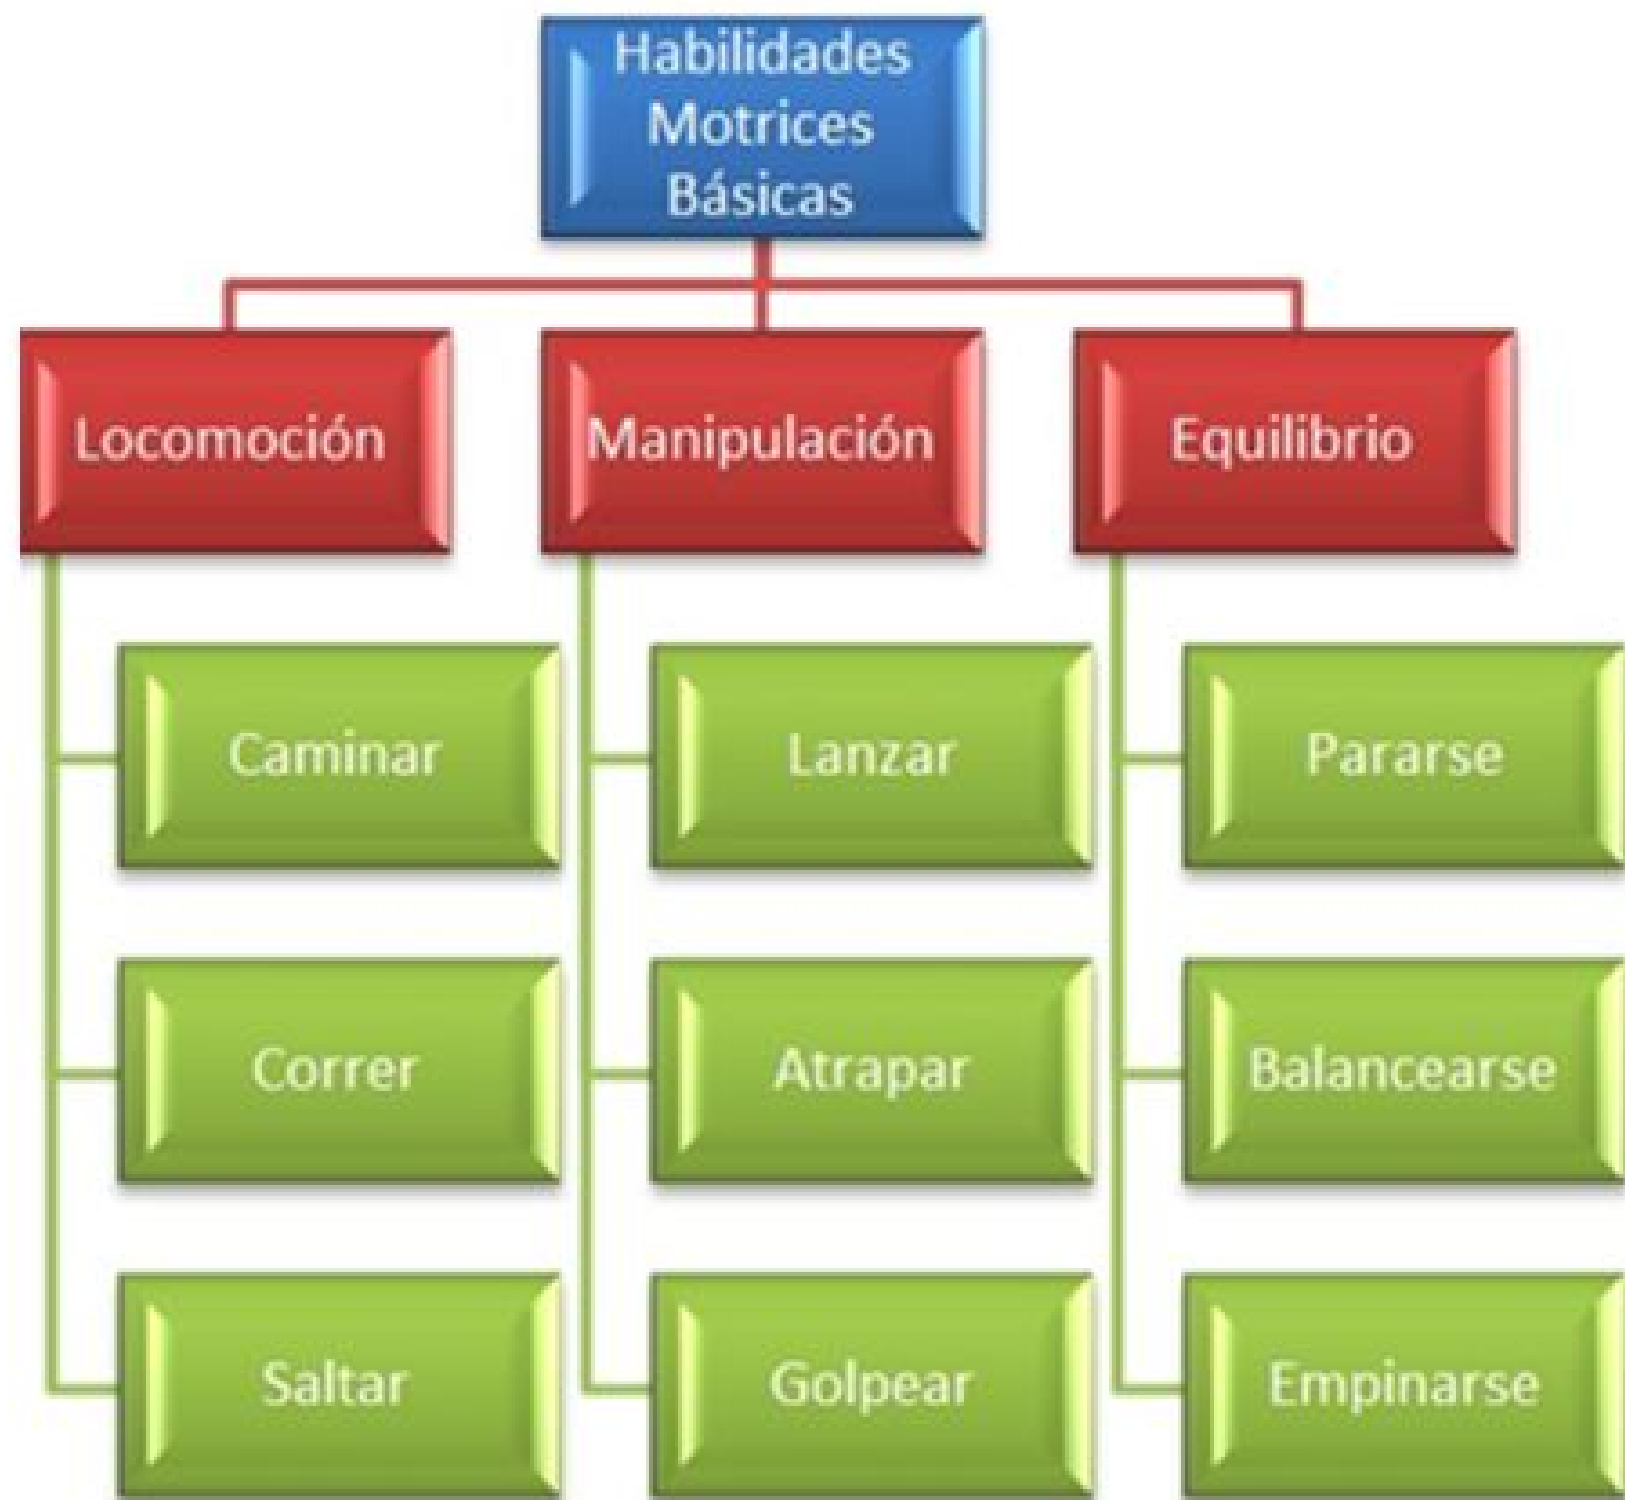 Habilidades
Motrices
Básicas
Locomoción
Manipulación
Equilibrio
Caminar
Lanzar
Pararse
Correr
Atrapar
Balancearse
Saltar
Golpear
Empinarse